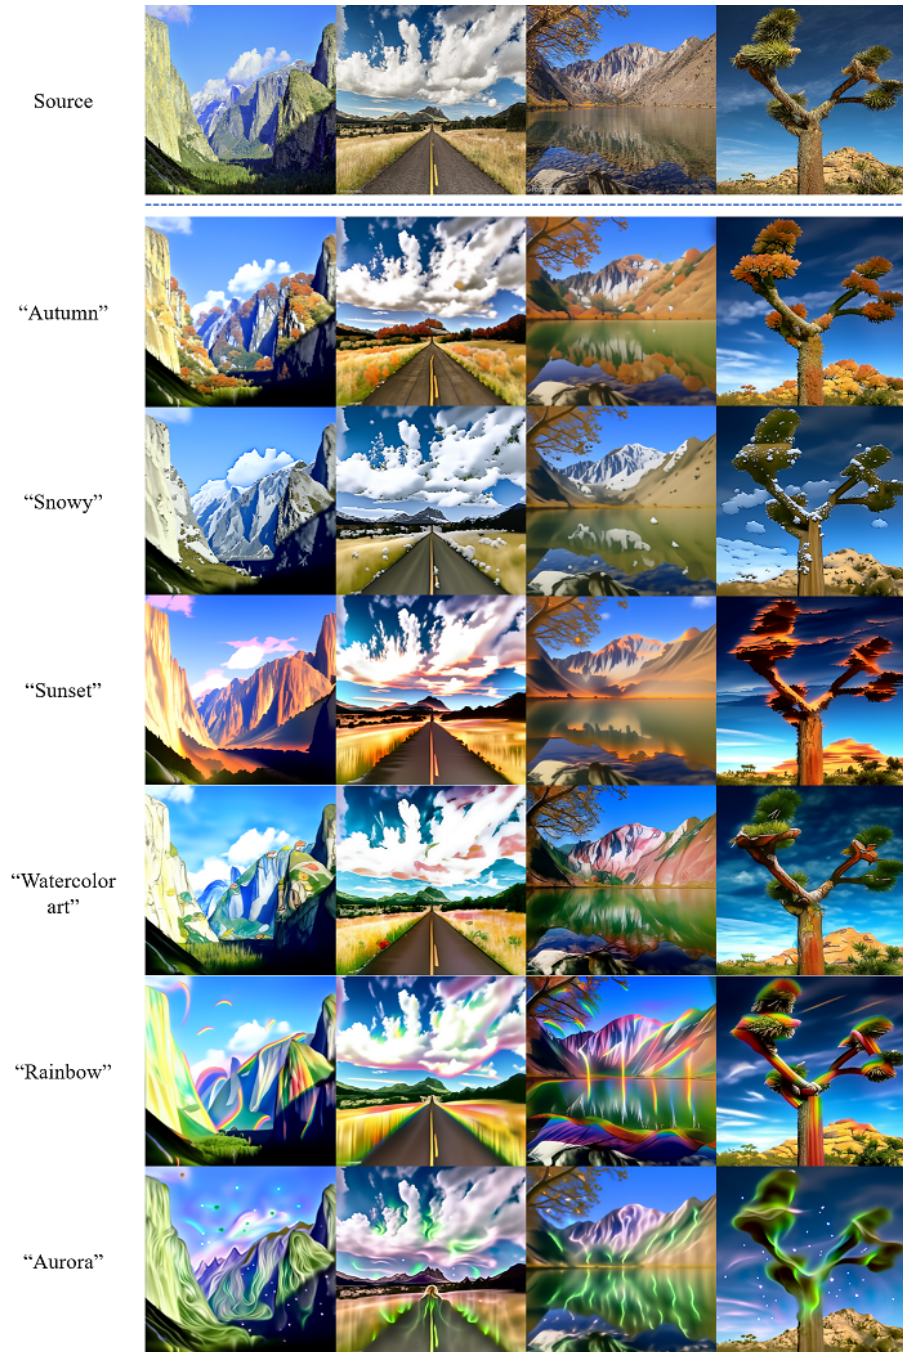 Source
“Autumn”
“Snowy”
“Sunset”
“Watercolor
art”
“Rainbow”
“Aurora”